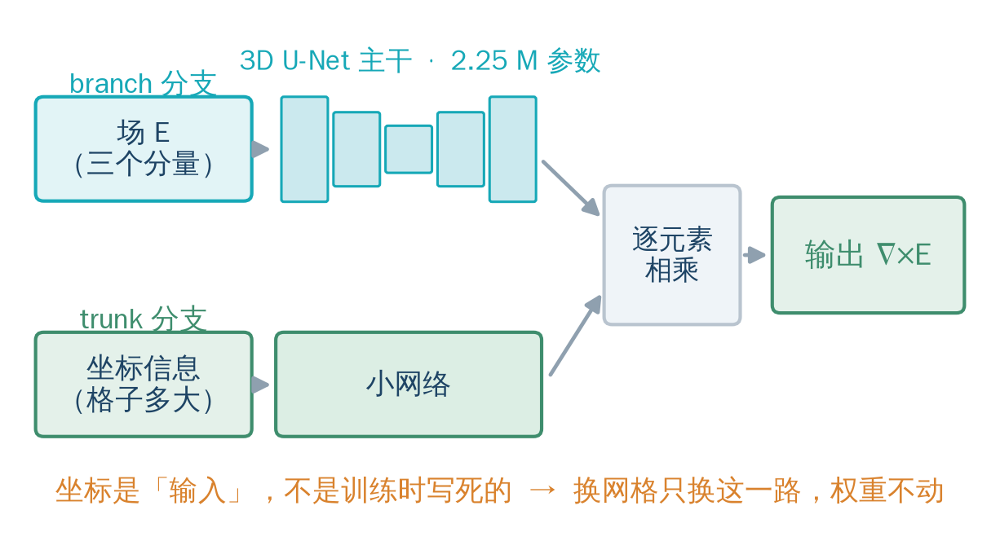 3D U-Net 主干 · 2.25 M 参数
branch 分支
场 E
（三个分量）
逐元素
相乘
输出 ∇×E
trunk 分支
坐标信息
（格子多大）
小网络
坐标是「输入」，不是训练时写死的 → 换网格只换这一路，权重不动